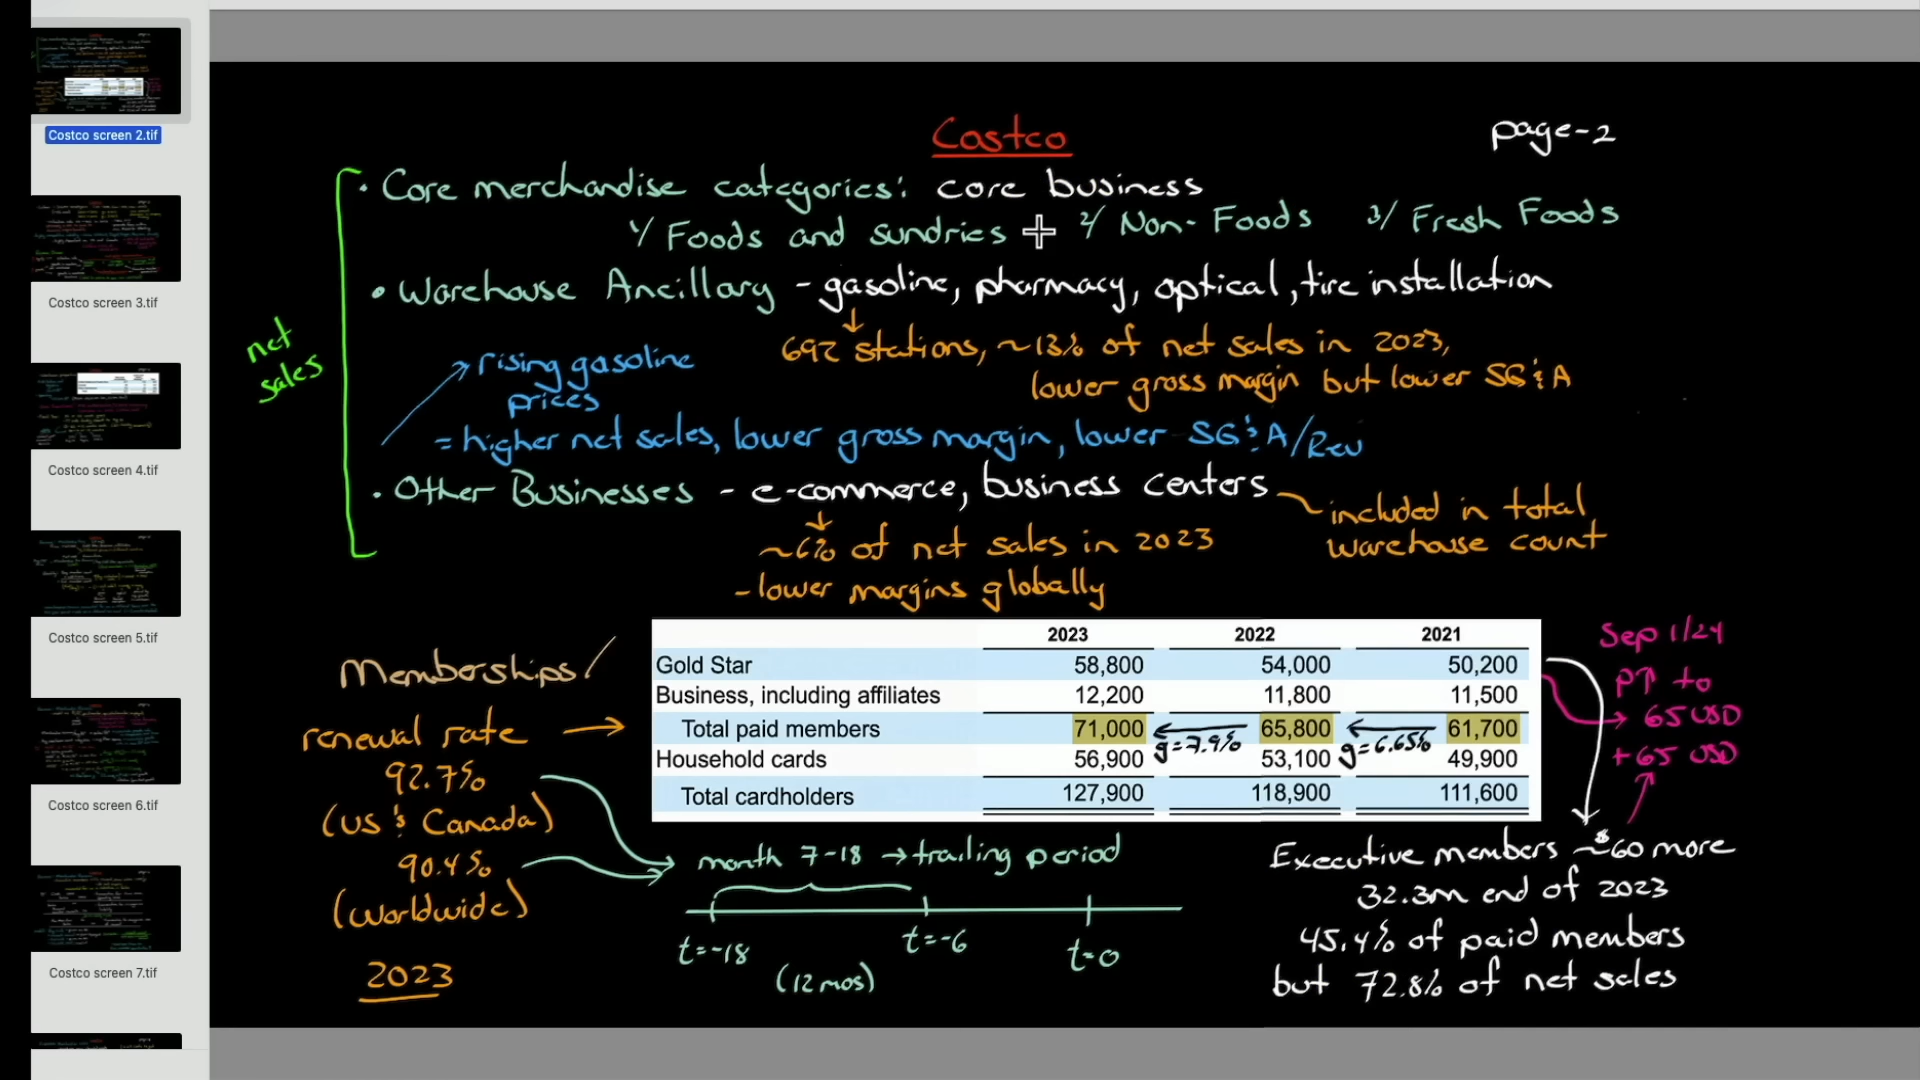 Costco
page-2
• Core merchandise categories: core business
1/ Foods and sundries 2/ Non-Foods 3/ Fresh Foods
• Warehouse Ancillary - gasoline, pharmacy, optical, tire installation
692 stations, ~13% of net sales in 2023,
lower gross margin but lower SG&A
net
sales
rising gasoline
prices
= higher net sales, lower gross margin, lower SG&A/Rev
• Other Businesses - e-commerce, business centers
included in total
warehouse count
~6% of net sales in 2023
- lower margins globally
Memberships/
renewal rate
92.7%
(US & Canada)
90.4%
(Worldwide)
2023
2023 2022 2021
Gold Star 58,800 54,000 50,200
Business, including affiliates 12,200 11,800 11,500
Total paid members 71,000 65,800 61,700
g=7.9% g=6.65%
Household cards 56,900 53,100 49,900
Total cardholders 127,900 118,900 111,600
Sep 1/24
P↑ to
65 USD
+65 USD
month 7-18 → trailing period
t=-18 t=-6 t=0
(12 mos)
Executive members ~$60 more
32.3m end of 2023
45.4% of paid members
but 72.8% of net sales
Costco screen 2.tif
Costco screen 3.tif
Costco screen 4.tif
Costco screen 5.tif
Costco screen 6.tif
Costco screen 7.tif